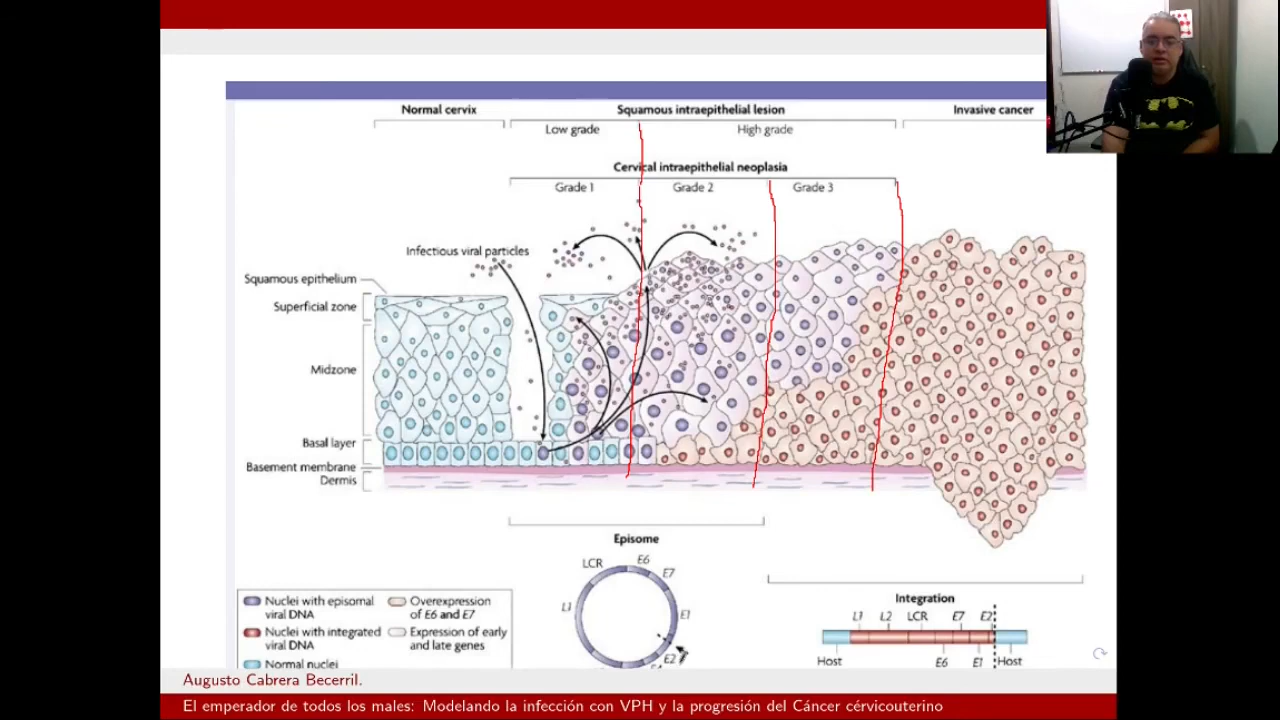 Normal cervix
Squamous intraepithelial lesion
Invasive cancer
Low grade
High grade
Cervical intraepithelial neoplasia
Grade 1
Grade 2
Grade 3
Infectious viral particles
Squamous epithelium
Superficial zone
Midzone
Basal layer
Basement membrane
Dermis
Episome
LCR
E6
E7
L1
E1
E2
Integration
L1 L2 LCR E7 E2
Host
E6
E1
Host
Nuclei with episomal
viral DNA
Overexpression
of E6 and E7
Nuclei with integrated
viral DNA
Expression of early
and late genes
Normal nuclei
Augusto Cabrera Becerril.
El emperador de todos los males: Modelando la infección con VPH y la progresión del Cáncer cérvicouterino